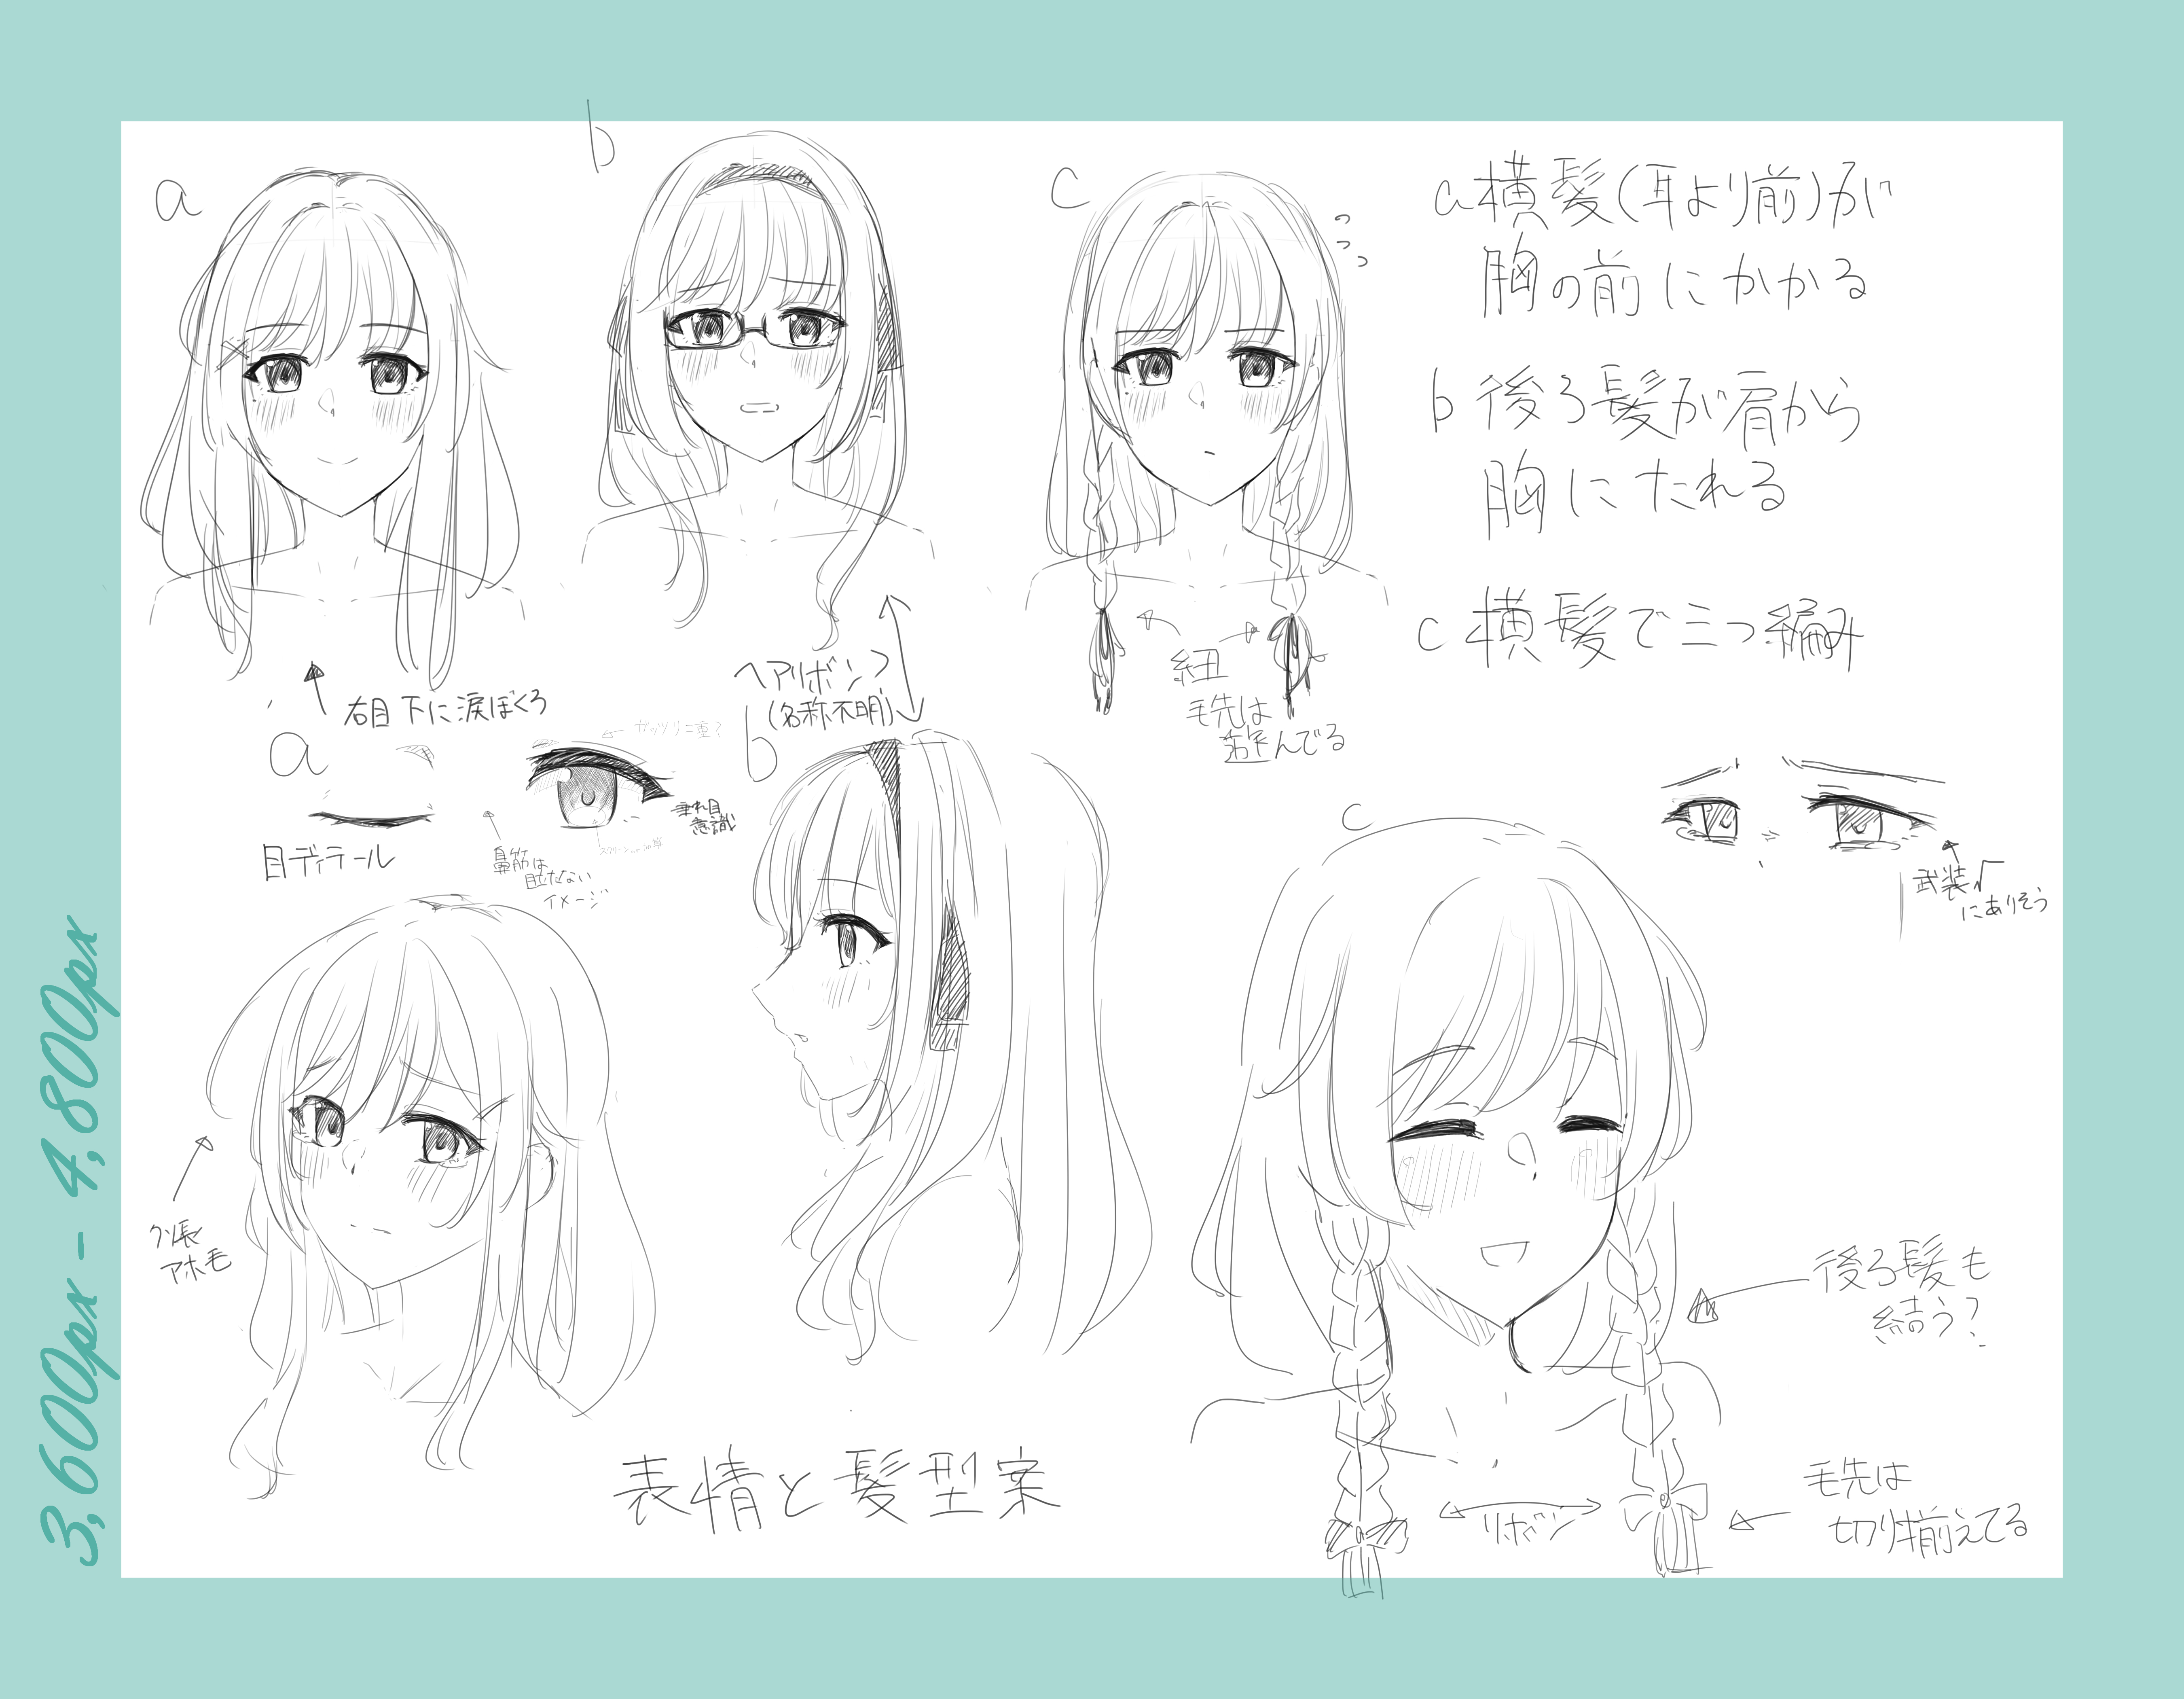 a
b
c
a 横髪(耳より前)が
胸の前にかかる
b 後ろ髪が肩から
胸にたれる
c 横髪で三つ編み
右目下に涙ぼくろ
ヘアリボン
(名称不明)
紐
毛先は
遊んでる
a
ガッツリ二重?
垂れ目
意識
目ディテール
鼻筋は
目立たない
イメージ
b
c
武装√
にありそう
クソ長
アホ毛
後ろ髪も
結う?
毛先は
切り揃えてる
リボン
表情と髪型案
3,600px - 4,800px